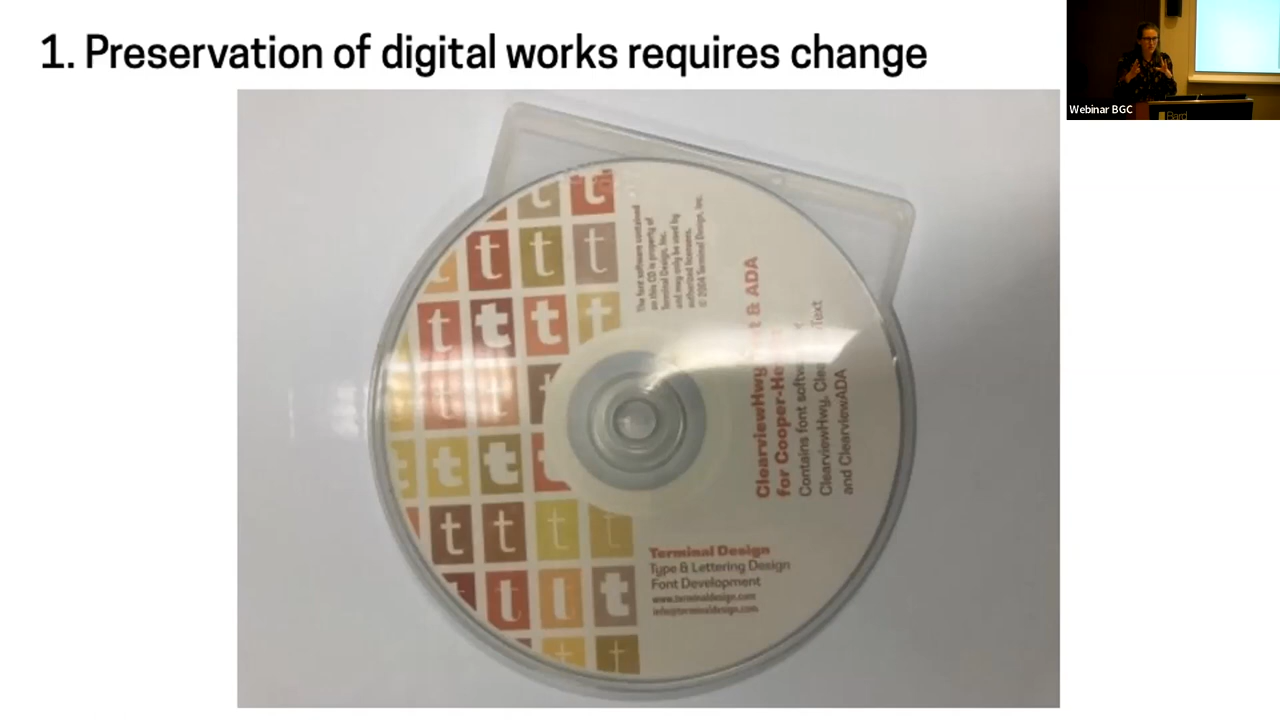 1. Preservation of digital works requires change
Webinar BGC
Bard
The font software contained
on this CD is property of
Terminal Design, Inc.
and may only be used by
authorized licensees.
© 2004 Terminal Design, Inc.
ClearviewHwy & ADA
for Cooper-He
Contains font softw
ClearviewHwy, Clea Text
and ClearviewADA
Terminal Design
Type & Lettering Design
Font Development
www.terminaldesign.com
info@terminaldesign.com
t t
t t t t
t t t t
t t t t
t t t t
t t t t
t t t
t t